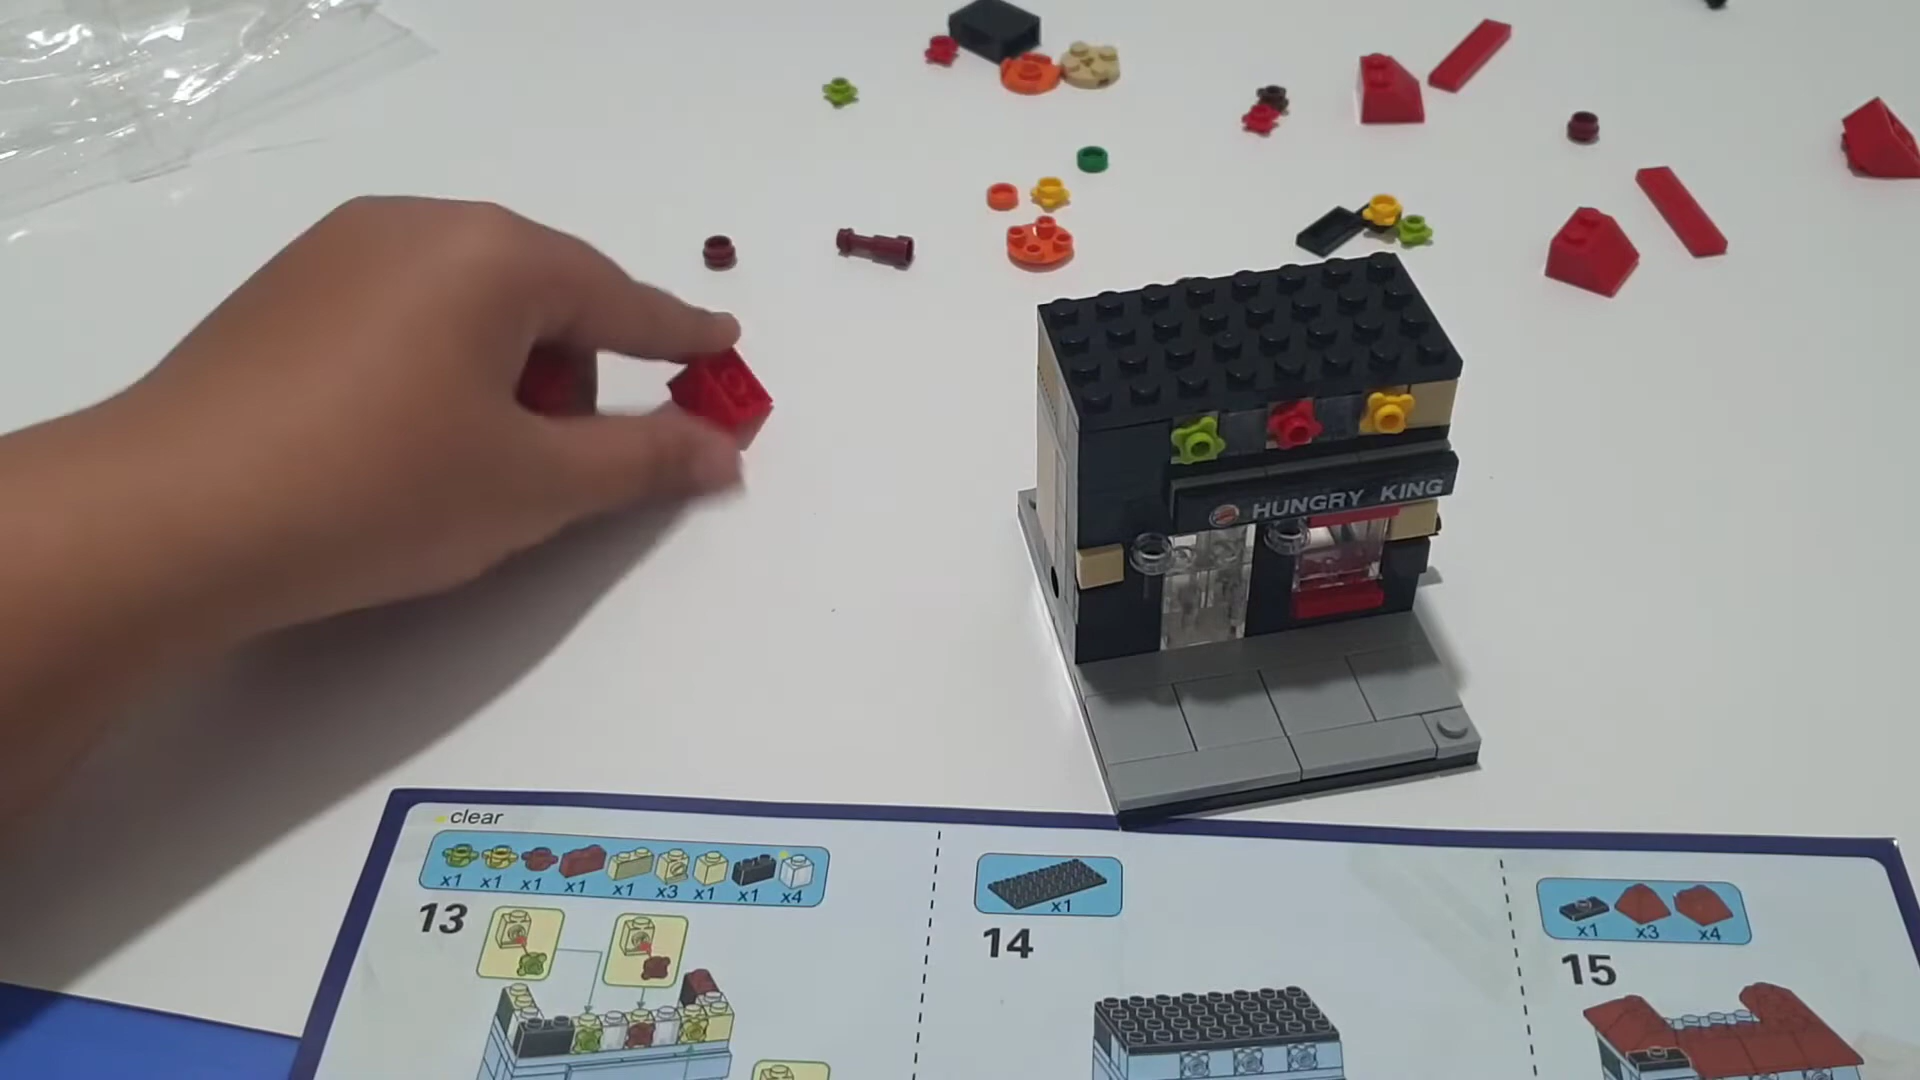 HUNGRY KING
clear
x1 x1 x1 x1 x1 x3 x1 x1 x4
13
x1
14
x1 x3 x4
15